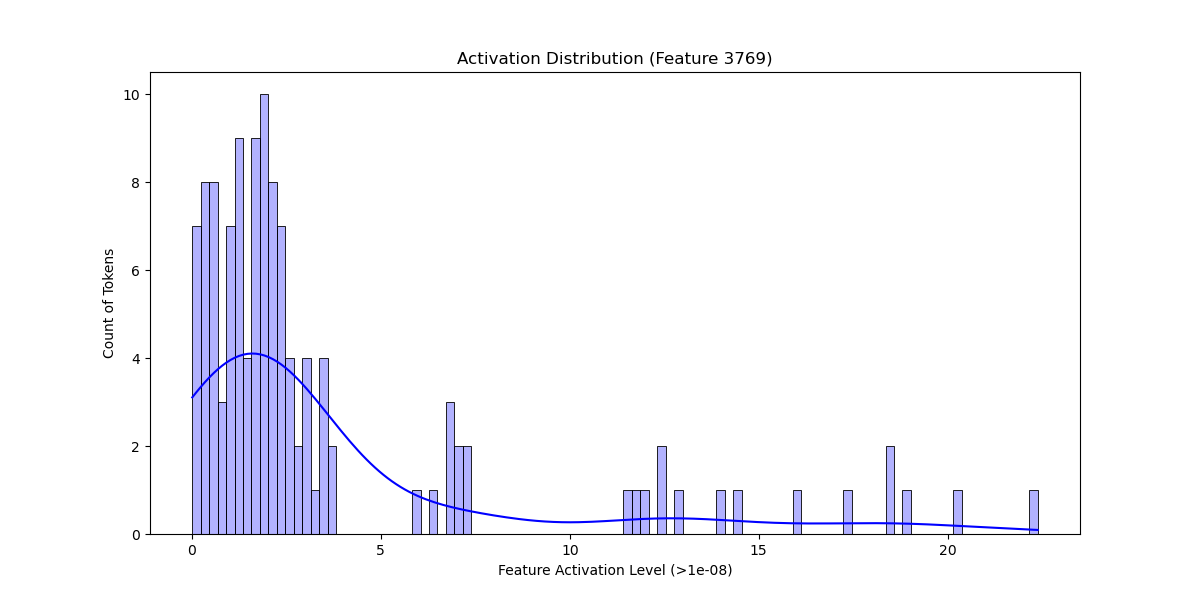 Activation Distribution (Feature 3769)
10
8
6
4
2
0
Count of Tokens
0 5 10 15 20
Feature Activation Level (>1e-08)